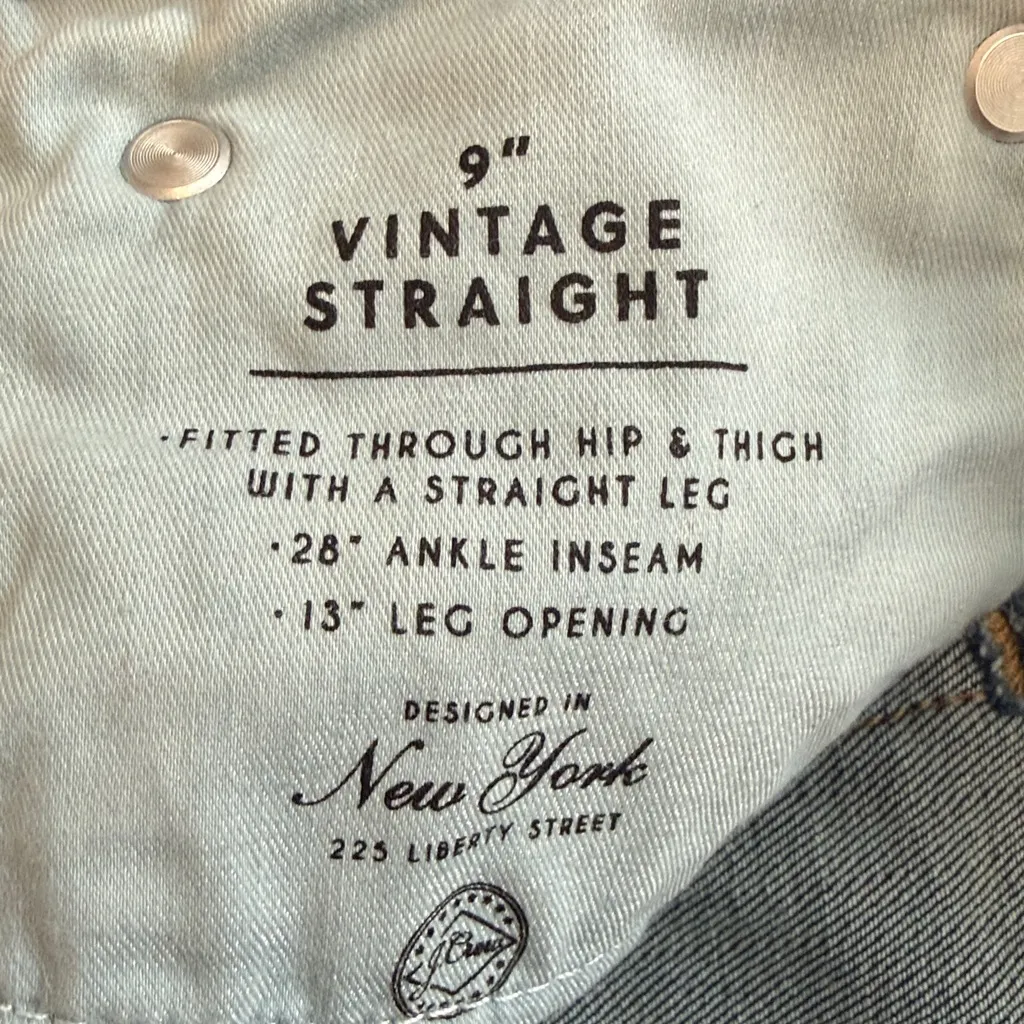 9"
VINTAGE
STRAIGHT
·FITTED THROUGH HIP & THIGH
WITH A STRAIGHT LEG
·28" ANKLE INSEAM
·13" LEG OPENING
DESIGNED IN
New York
225 LIBERTY STREET
J.Crew